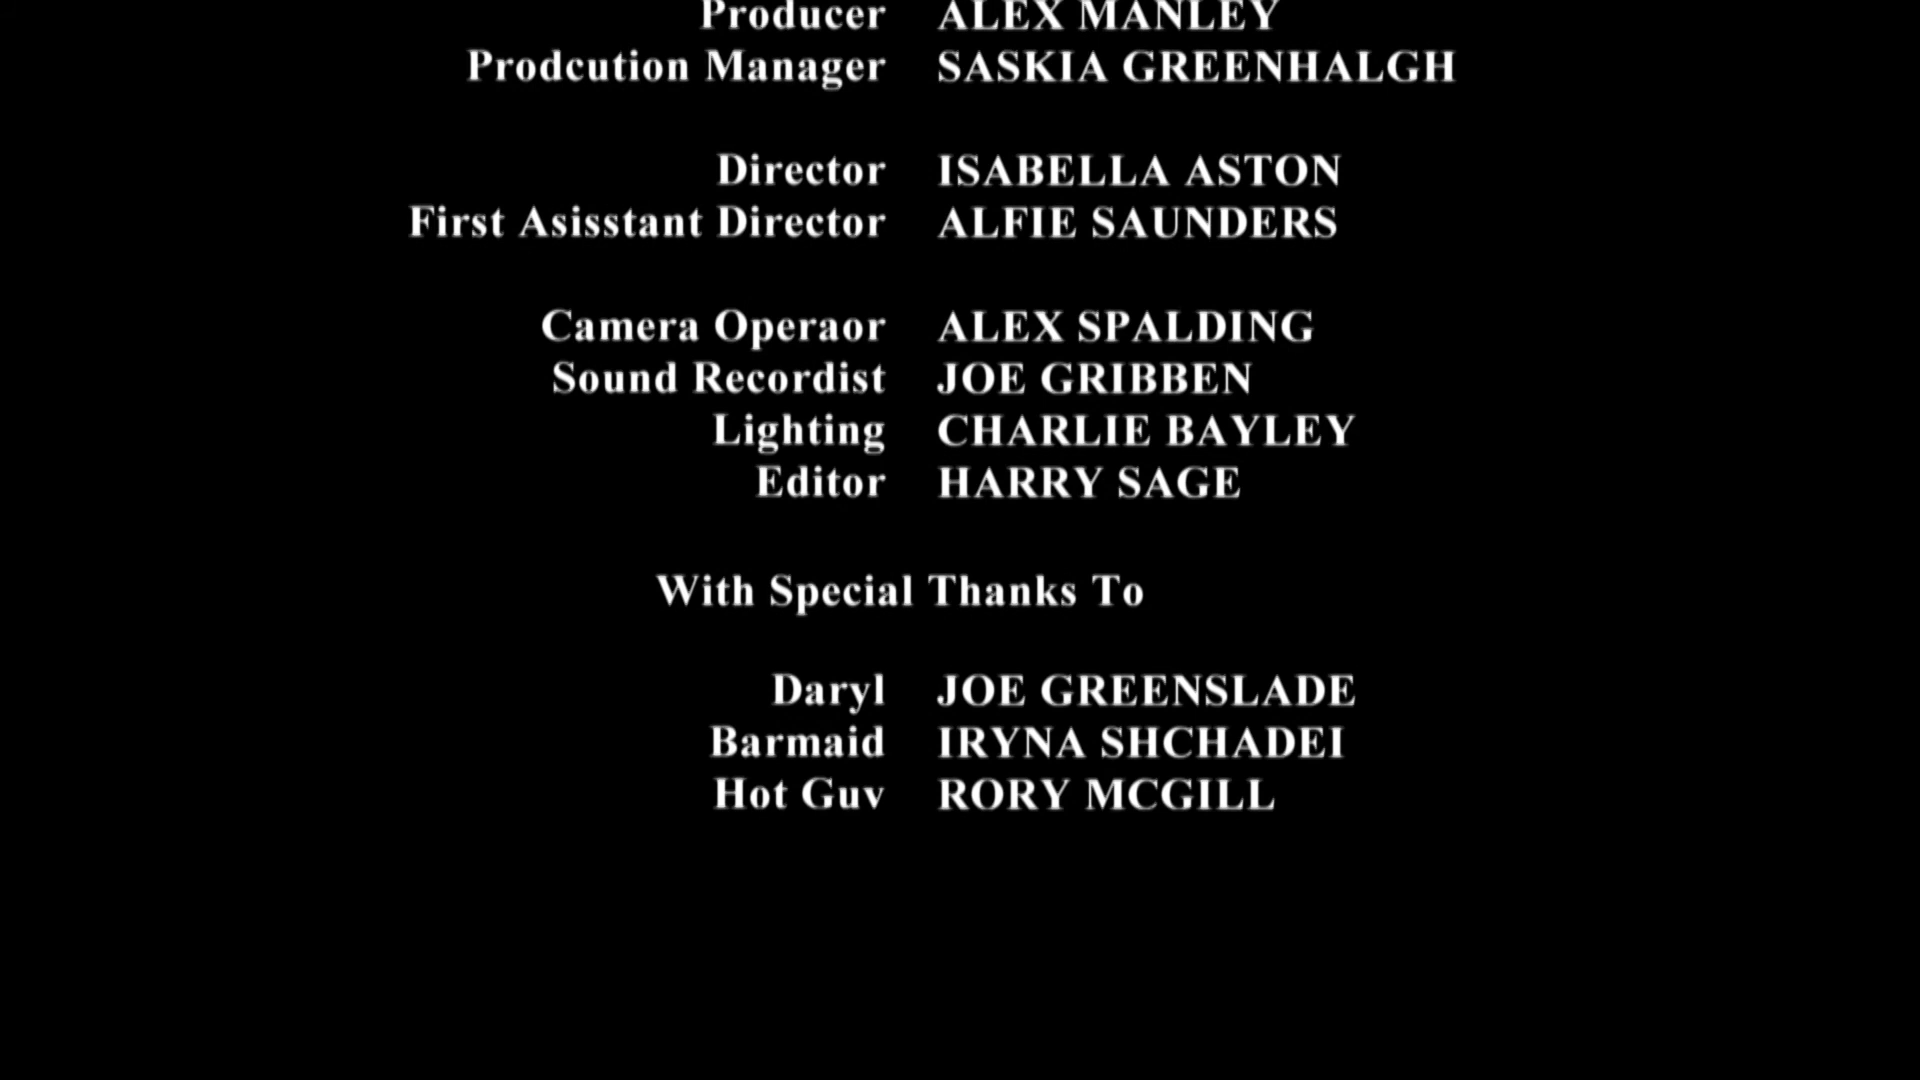 Producer ALEX MANLEY
Prodcution Manager SASKIA GREENHALGH
Director ISABELLA ASTON
First Asisstant Director ALFIE SAUNDERS
Camera Operaor ALEX SPALDING
Sound Recordist JOE GRIBBEN
Lighting CHARLIE BAYLEY
Editor HARRY SAGE
With Special Thanks To
Daryl JOE GREENSLADE
Barmaid IRYNA SHCHADEI
Hot Guv RORY MCGILL